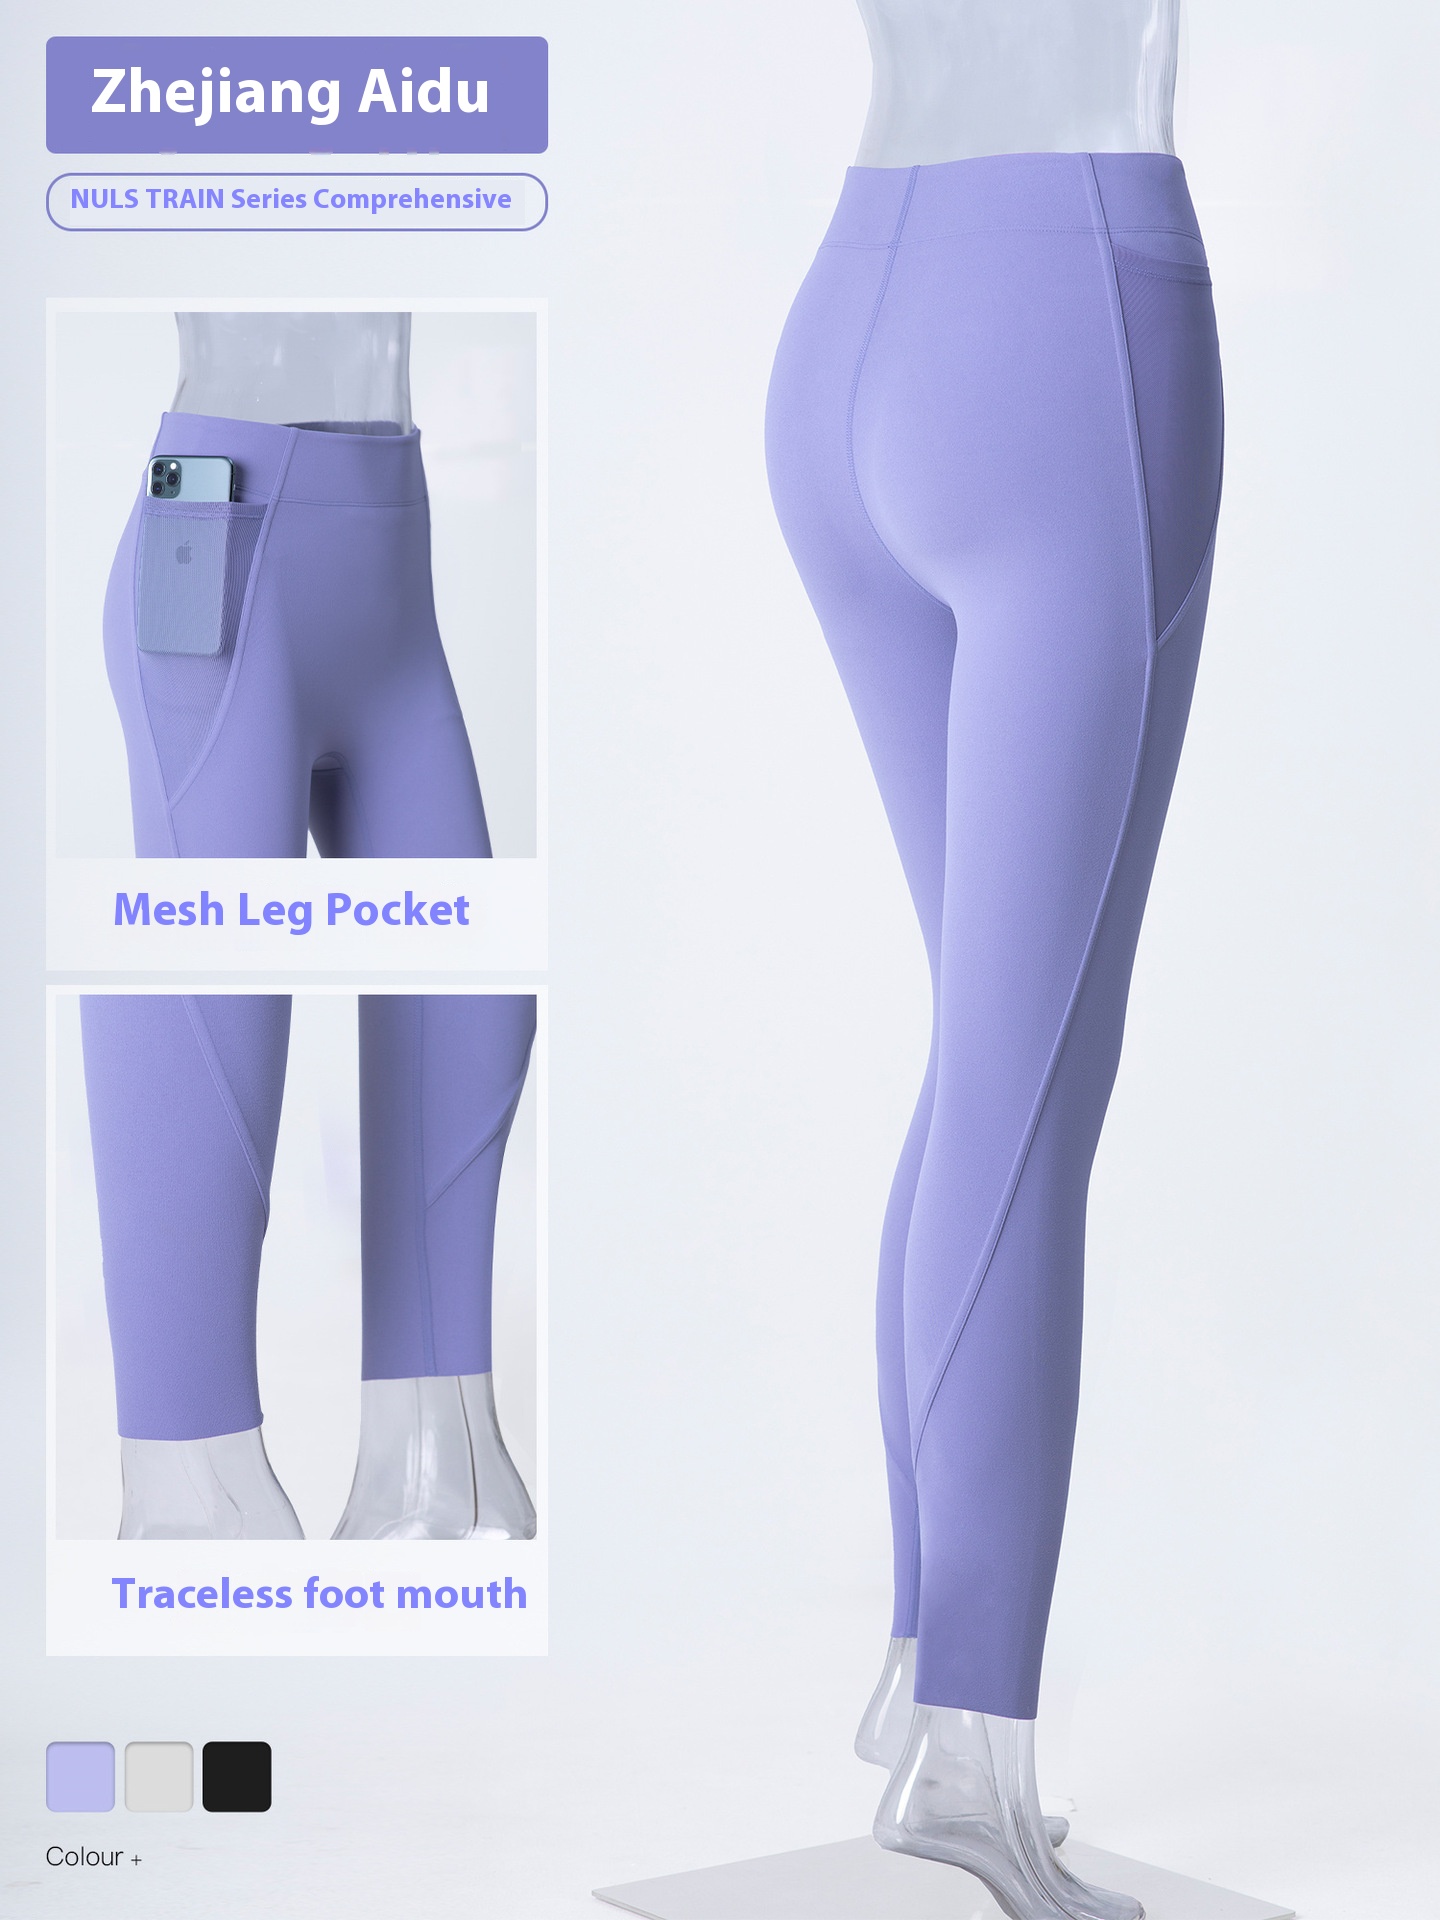 Zhejiang Aidu
NULS TRAIN Series Comprehensive
Mesh Leg Pocket
Traceless foot mouth
Colour +